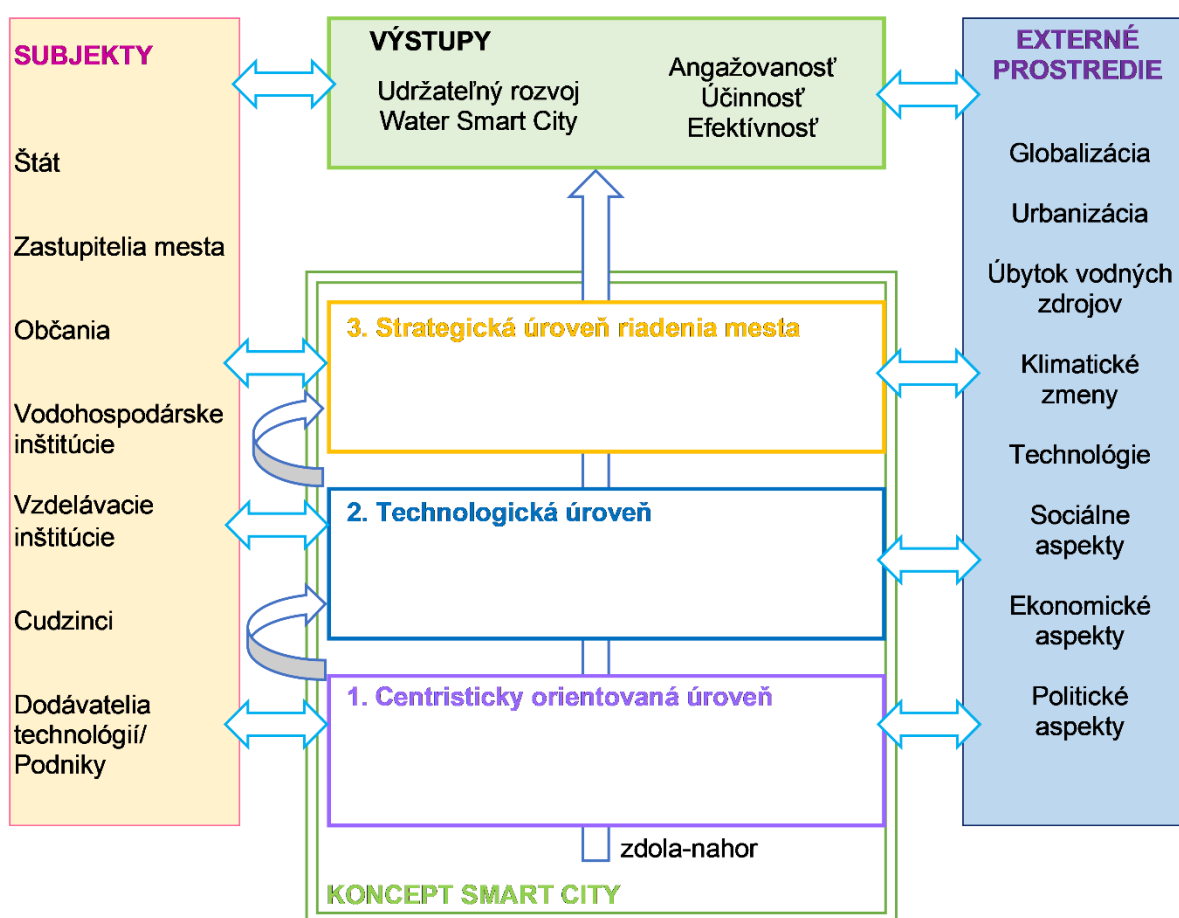 SUBJEKTY
Štát
Zastupitelia mesta
Občania
Vodohospodárske
inštitúcie
Vzdelávacie
inštitúcie
Cudzinci
Dodávatelia
technológií/
Podniky
VÝSTUPY
Udržateľný rozvoj
Water Smart City
Angažovanosť
Účinnosť
Efektívnosť
3. Strategická úroveň riadenia mesta
2. Technologická úroveň
1. Centristicky orientovaná úroveň
zdola-nahor
KONCEPT SMART CITY
EXTERNÉ
PROSTREDIE
Globalizácia
Urbanizácia
Úbytok vodných
zdrojov
Klimatické
zmeny
Technológie
Sociálne
aspekty
Ekonomické
aspekty
Politické
aspekty